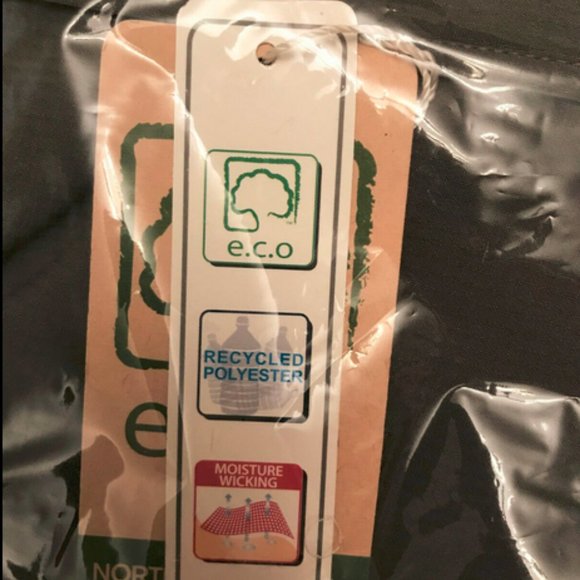 e.c.o
RECYCLED
POLYESTER
MOISTURE
WICKING
e
NORT